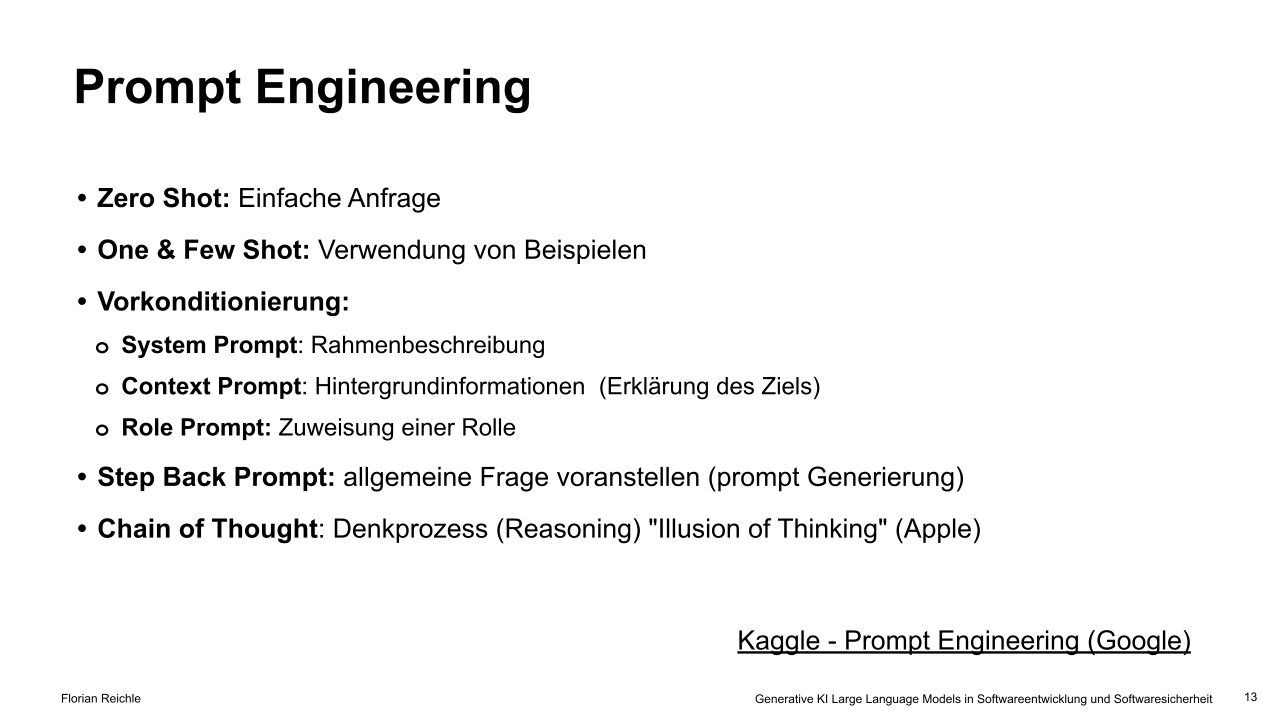 Prompt Engineering
• Zero Shot: Einfache Anfrage
• One & Few Shot: Verwendung von Beispielen
• Vorkonditionierung:
o System Prompt: Rahmenbeschreibung
o Context Prompt: Hintergrundinformationen  (Erklärung des Ziels)
o Role Prompt: Zuweisung einer Rolle
• Step Back Prompt: allgemeine Frage voranstellen (prompt Generierung)
• Chain of Thought: Denkprozess (Reasoning) "Illusion of Thinking" (Apple)
Kaggle - Prompt Engineering (Google)
Florian Reichle
Generative KI Large Language Models in Softwareentwicklung und Softwaresicherheit
13